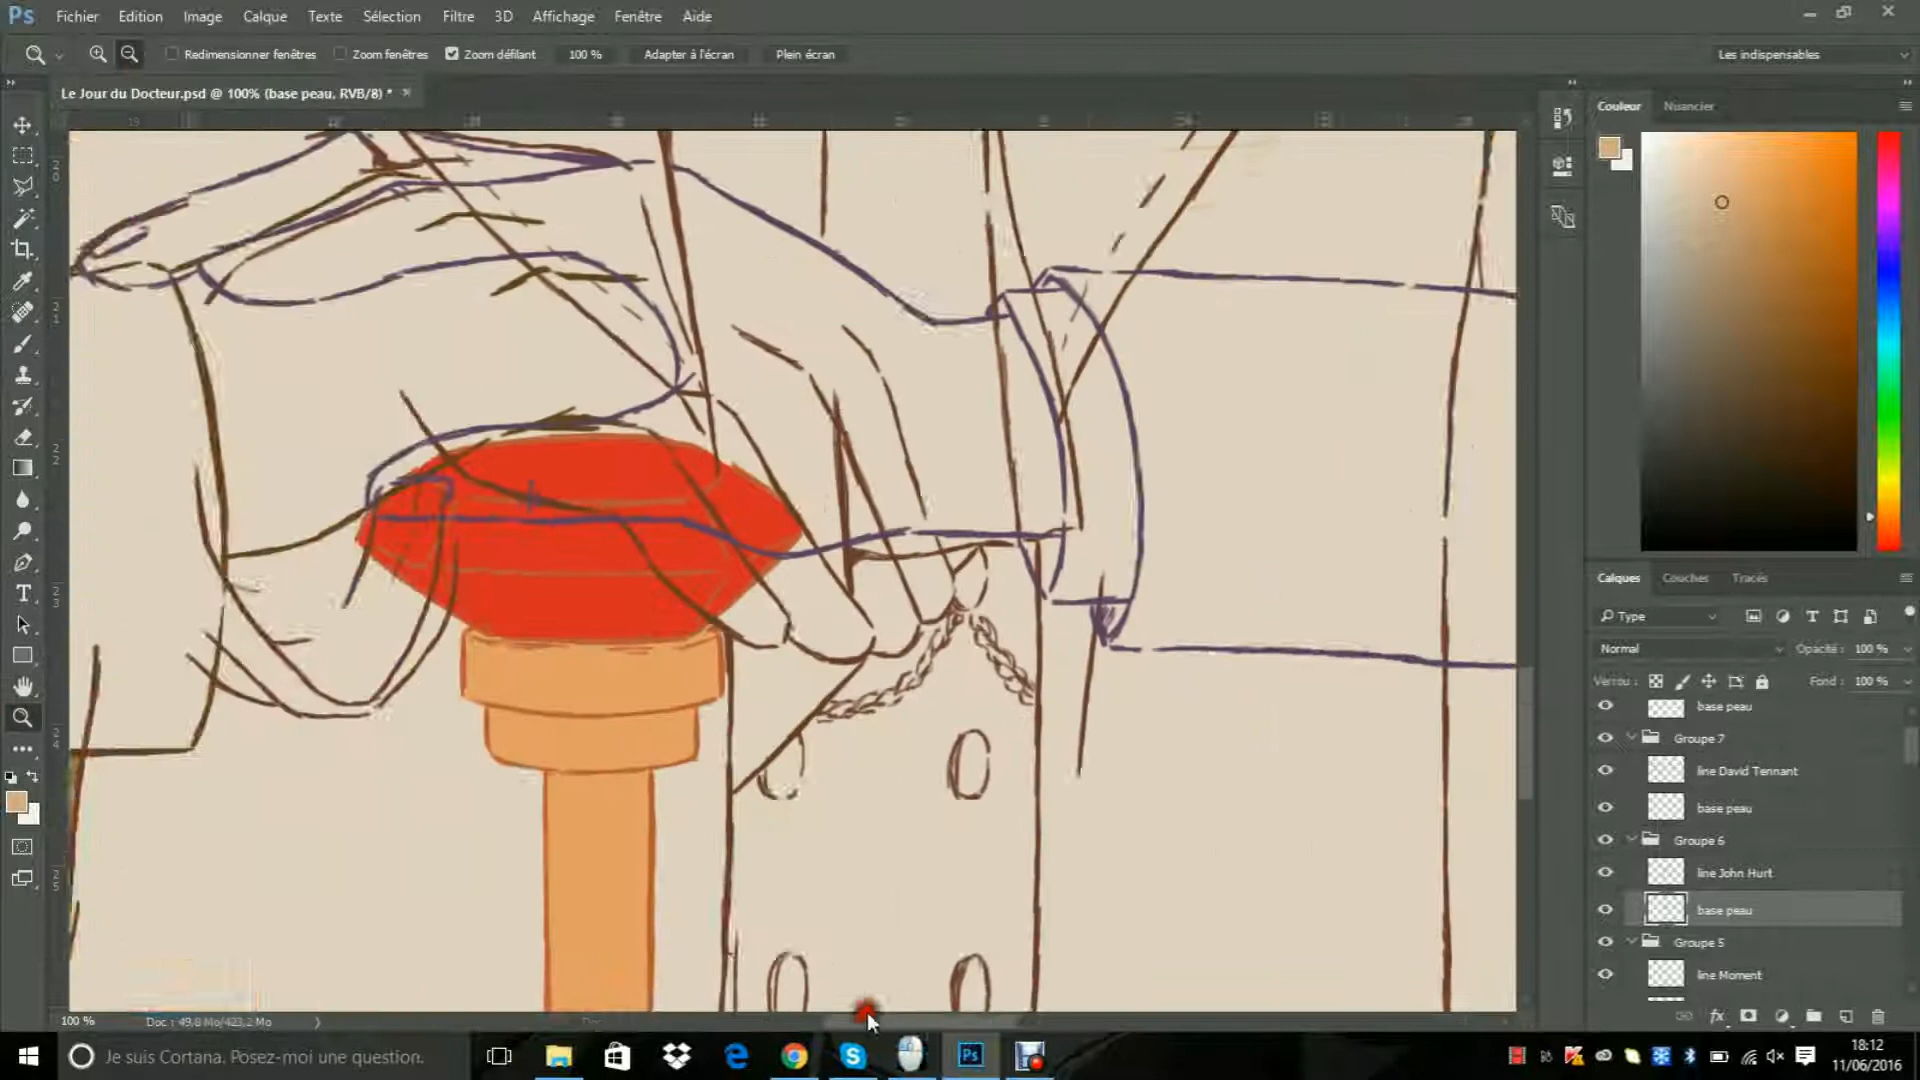 Ps Fichier Edition Image Calque Texte Sélection Filtre 3D Affichage Fenêtre Aide
Redimensionner fenêtres Zoom fenêtres Zoom défilant 100 % Adapter à l'écran Plein écran Les indispensables
Le Jour du Docteur.psd @ 100% (base peau, RVB/8) *
Couleur Nuancier
Calques Couches Tracés
Type
Normal Opacité : 100 %
Verrou : Fond : 100 %
base peau
Groupe 7
line David Tennant
base peau
Groupe 6
line John Hurt
base peau
Groupe 5
line Moment
100 % Doc : 49,8 Mo/423,2 Mo
Je suis Cortana. Posez-moi une question.
Ps
18:12
11/06/2016